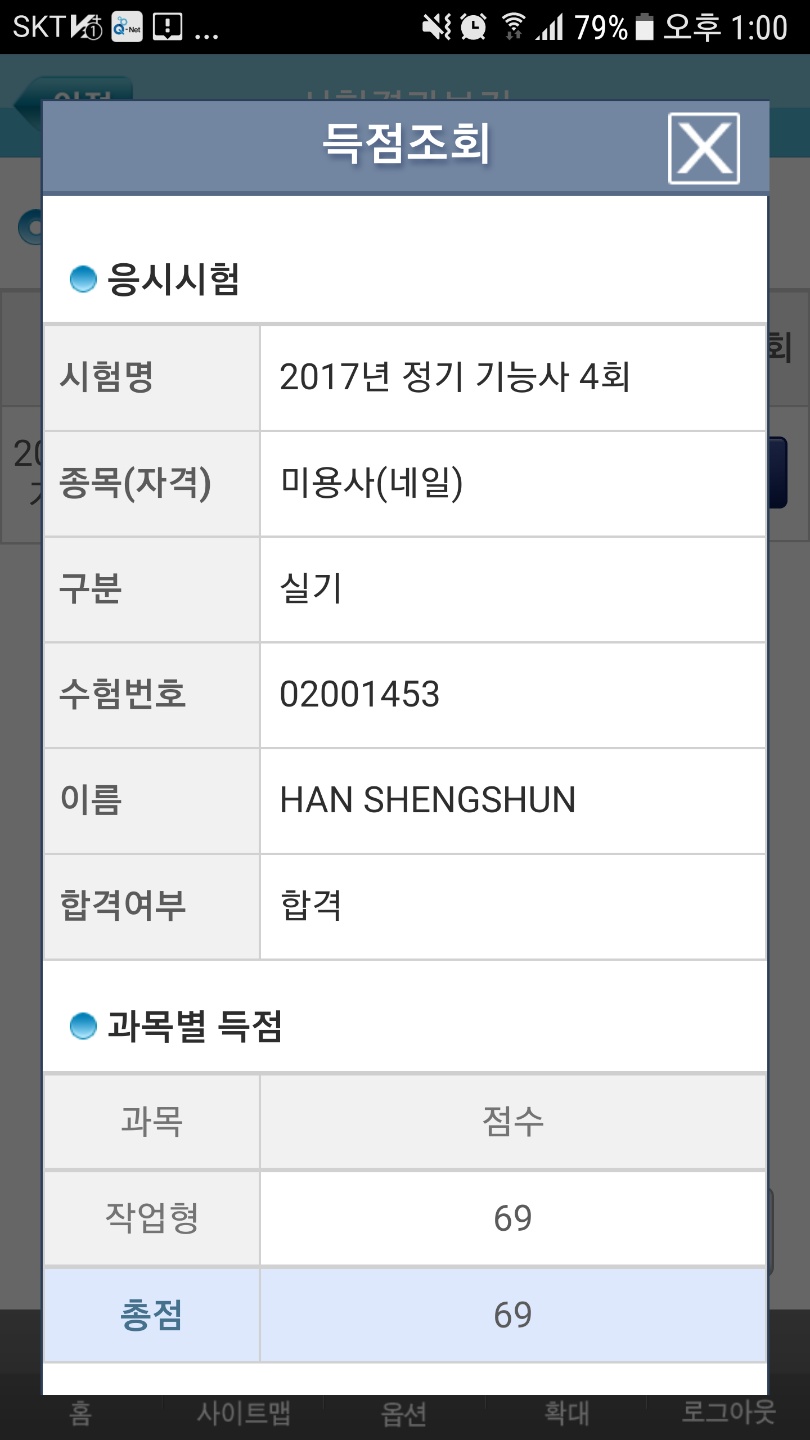 SKT ... 79% 오후 1:00
득점조회
응시시험
시험명 2017년 정기 기능사 4회
종목(자격) 미용사(네일)
구분 실기
수험번호 02001453
이름 HAN SHENGSHUN
합격여부 합격
과목별 득점
과목 점수
작업형 69
총점 69
홈 사이트맵 옵션 확대 로그아웃